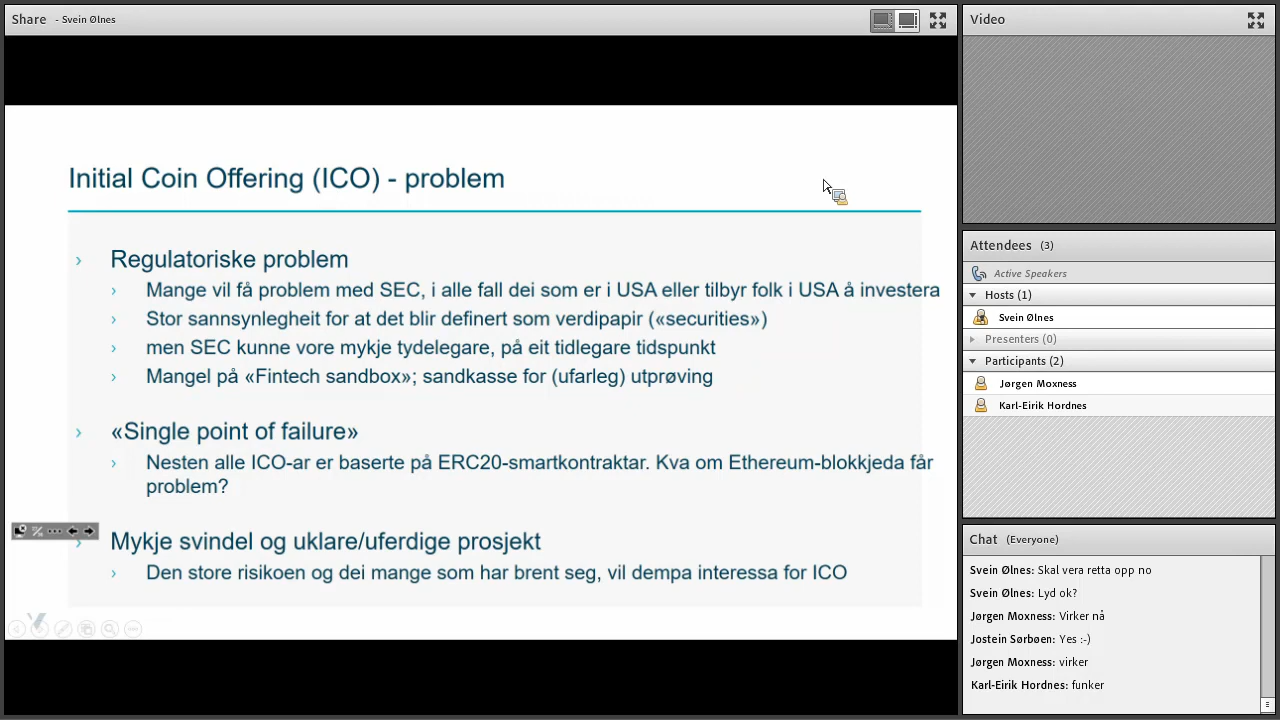 Share - Svein Ølnes
Initial Coin Offering (ICO) - problem
Regulatoriske problem
Mange vil få problem med SEC, i alle fall dei som er i USA eller tilbyr folk i USA å investera
Stor sannsynlegheit for at det blir definert som verdipapir («securities»)
men SEC kunne vore mykje tydelegare, på eit tidlegare tidspunkt
Mangel på «Fintech sandbox»; sandkasse for (ufarleg) utprøving
«Single point of failure»
Nesten alle ICO-ar er baserte på ERC20-smartkontraktar. Kva om Ethereum-blokkjeda får
problem?
Mykje svindel og uklare/uferdige prosjekt
Den store risikoen og dei mange som har brent seg, vil dempa interessa for ICO
Video
Attendees (3)
Active Speakers
Hosts (1)
Svein Ølnes
Presenters (0)
Participants (2)
Jørgen Moxness
Karl-Eirik Hordnes
Chat (Everyone)
Svein Ølnes: Skal vera retta opp no
Svein Ølnes: Lyd ok?
Jørgen Moxness: Virker nå
Jostein Sørbøen: Yes :-)
Jørgen Moxness: virker
Karl-Eirik Hordnes: funker